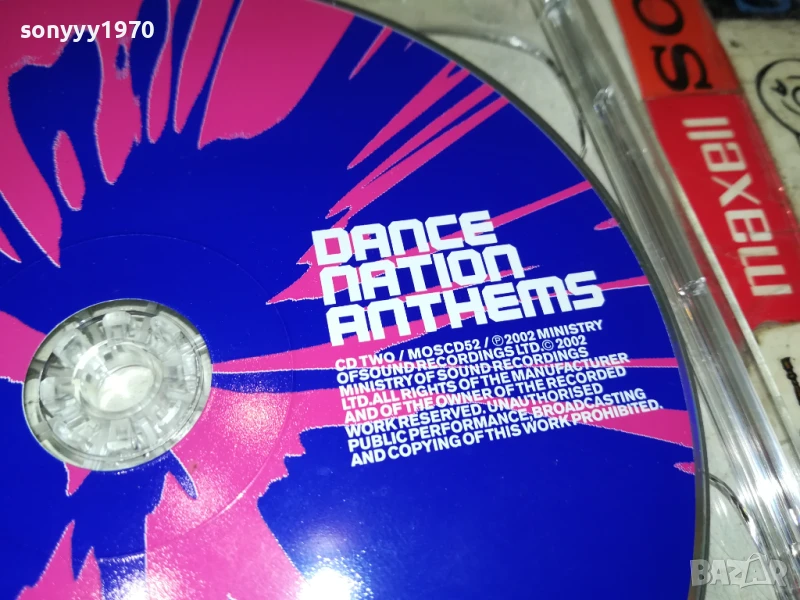 sonyyy1970
SO
maxell
DANCE
NATION
ANTHEMS
CD TWO / MOSCD52 / ℗ 2002 MINISTRY
OF SOUND RECORDINGS LTD.© 2002
MINISTRY OF SOUND RECORDINGS
LTD.ALL RIGHTS OF THE MANUFACTURER
AND OF THE OWNER OF THE RECORDED
WORK RESERVED. UNAUTHORISED
PUBLIC PERFORMANCE, BROADCASTING
AND COPYING OF THIS WORK PROHIBITED.
BAZAR